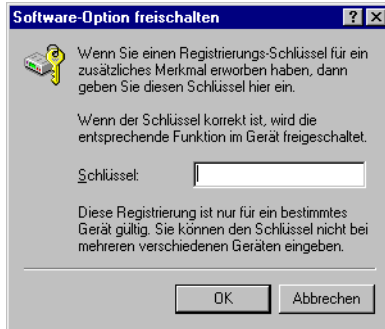 Software-Option freischalten
Wenn Sie einen Registrierungs-Schlüssel für ein
zusätzliches Merkmal erworben haben, dann
geben Sie diesen Schlüssel hier ein.
Wenn der Schlüssel korrekt ist, wird die
entsprechende Funktion im Gerät freigeschaltet.
Schlüssel:
Diese Registrierung ist nur für ein bestimmtes
Gerät gültig. Sie können den Schlüssel nicht bei
mehreren verschiedenen Geräten eingeben.
OK Abbrechen